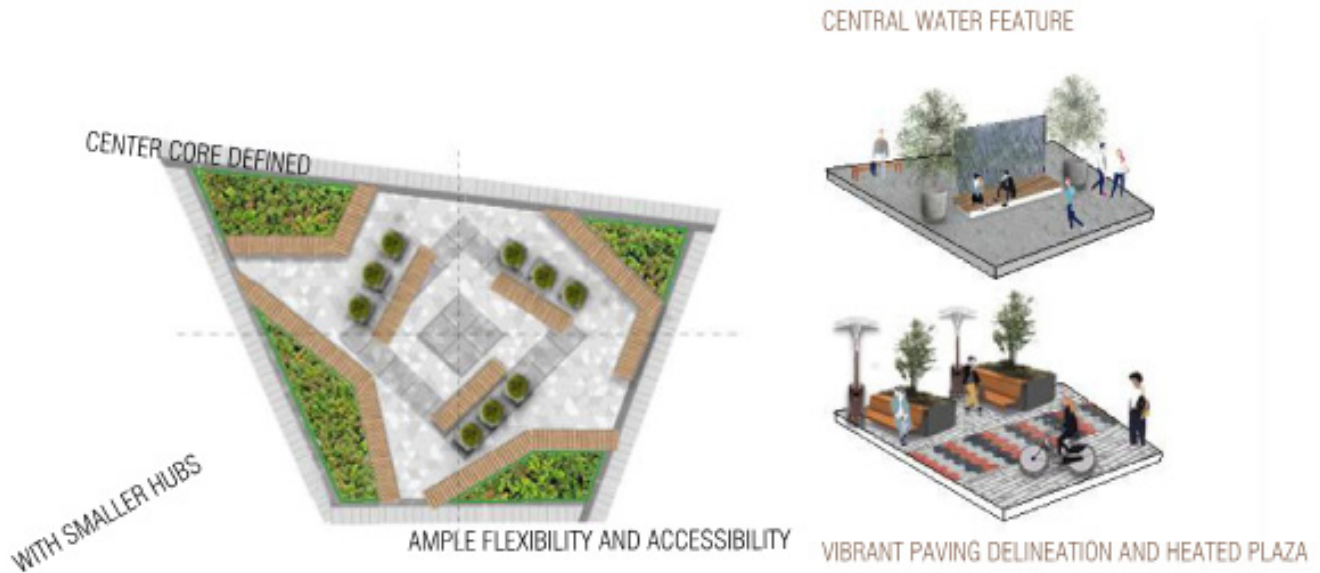 CENTRAL WATER FEATURE
CENTER CORE DEFINED
WITH SMALLER HUBS
AMPLE FLEXIBILITY AND ACCESSIBILITY
VIBRANT PAVING DELINEATION AND HEATED PLAZA